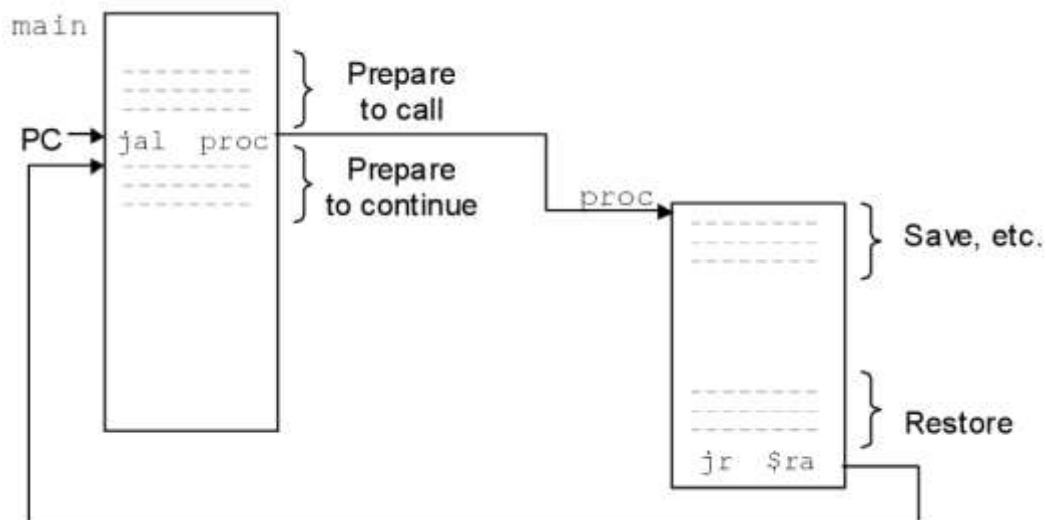 main
Prepare
to call
PC
jal proc
Prepare
to continue
proc
Save, etc.
Restore
jr $ra